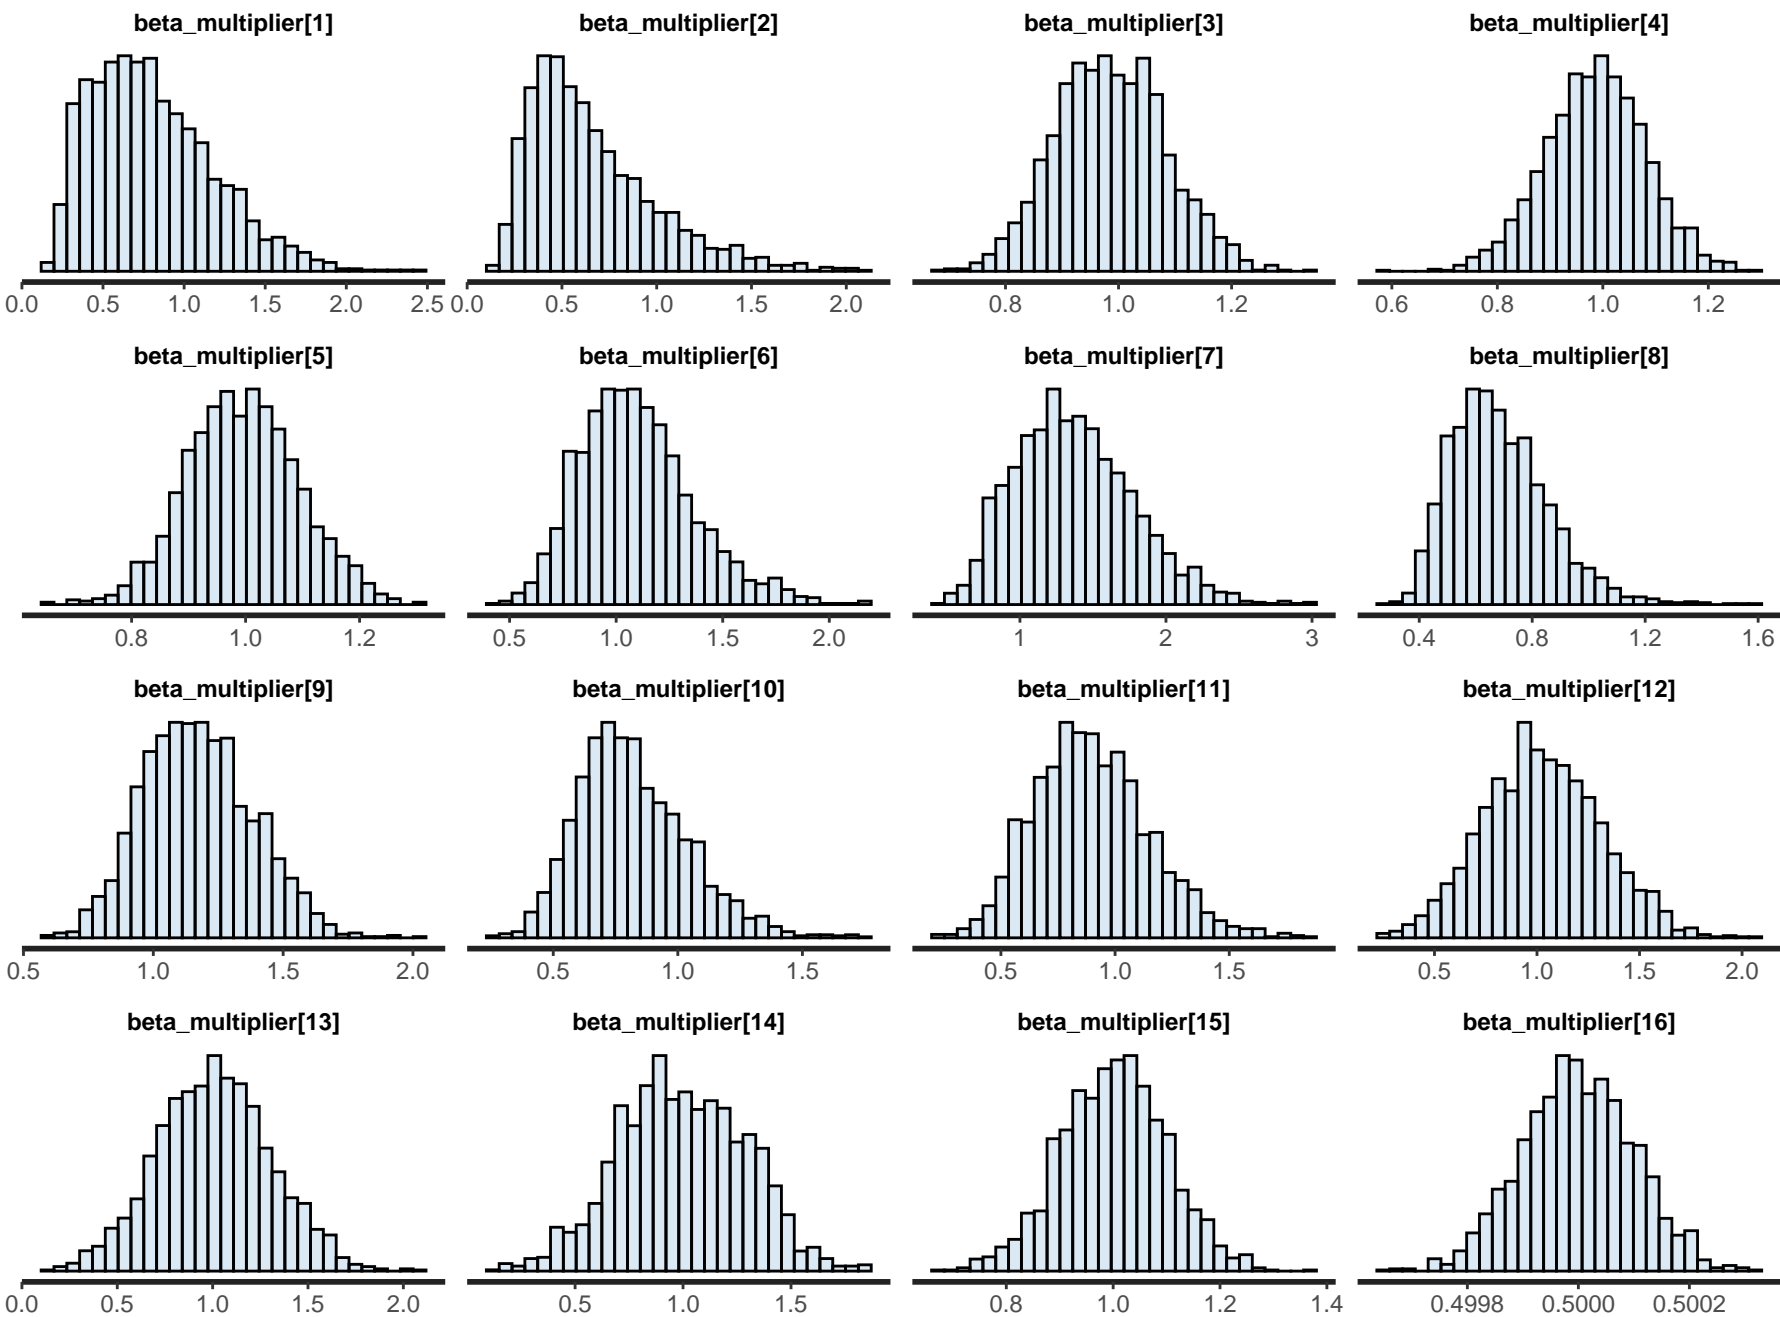 beta_multiplier[1] beta_multiplier[2] beta_multiplier[3] beta_multiplier[4]
0.0 0.5 1.0 1.5 2.0 2.5 0.0 0.5 1.0 1.5 2.0 0.8 1.0 1.2 0.6 0.8 1.0 1.2
beta_multiplier[5] beta_multiplier[6] beta_multiplier[7] beta_multiplier[8]
0.8 1.0 1.2 0.5 1.0 1.5 2.0 1 2 3 0.4 0.8 1.2 1.6
beta_multiplier[9] beta_multiplier[10] beta_multiplier[11] beta_multiplier[12]
0.5 1.0 1.5 2.0 0.5 1.0 1.5 0.5 1.0 1.5 0.5 1.0 1.5 2.0
beta_multiplier[13] beta_multiplier[14] beta_multiplier[15] beta_multiplier[16]
0.0 0.5 1.0 1.5 2.0 0.5 1.0 1.5 0.8 1.0 1.2 1.4 0.4998 0.5000 0.5002